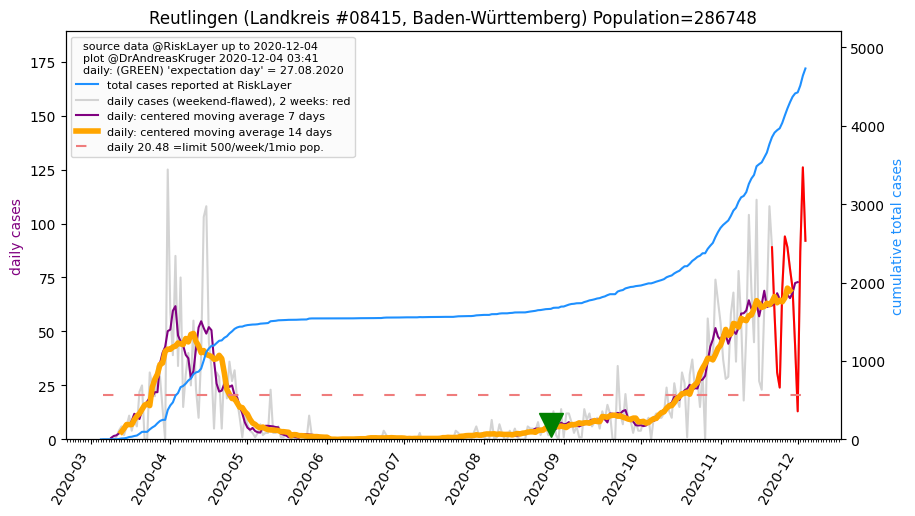 Reutlingen (Landkreis #08415, Baden-Württemberg) Population=286748
source data @RiskLayer up to 2020-12-04
plot @DrAndreasKruger 2020-12-04 03:41
daily: (GREEN) 'expectation day' = 27.08.2020
total cases reported at RiskLayer
daily cases (weekend-flawed), 2 weeks: red
daily: centered moving average 7 days
daily: centered moving average 14 days
daily 20.48 =limit 500/week/1mio pop.
daily cases
175
150
125
100
75
50
25
0
5000
4000
3000
2000
1000
0
cumulative total cases
2020-03
2020-04
2020-05
2020-06
2020-07
2020-08
2020-09
2020-10
2020-11
2020-12